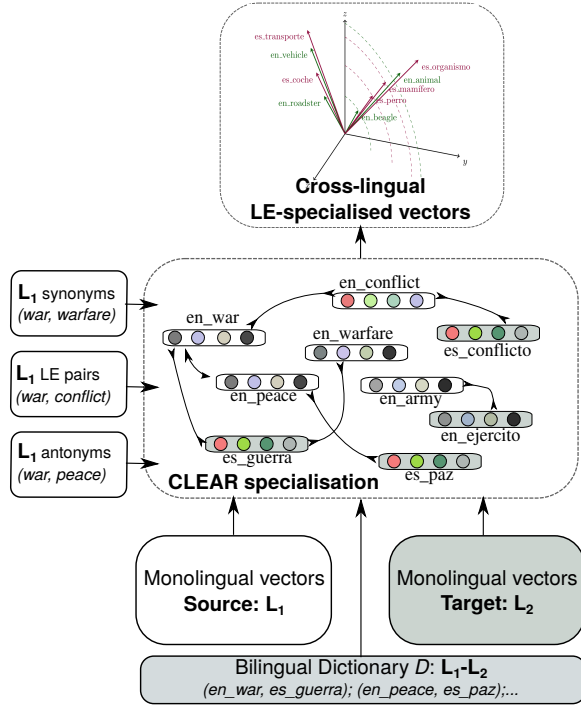 z
es_transporte
en_vehicle
es_organismo
es_coche
en_animal
es_mamífero
es_perro
en_roadster
en_beagle
y
Cross-lingual
LE-specialised vectors
L1 synonyms
(war, warfare)
L1 LE pairs
(war, conflict)
L1 antonyms
(war, peace)
en_conflict
en_war
en_warfare
es_conflicto
en_peace
en_army
en_ejercito
es_guerra
es_paz
CLEAR specialisation
Monolingual vectors
Source: L1
Monolingual vectors
Target: L2
Bilingual Dictionary D: L1-L2
(en_war, es_guerra); (en_peace, es_paz);...